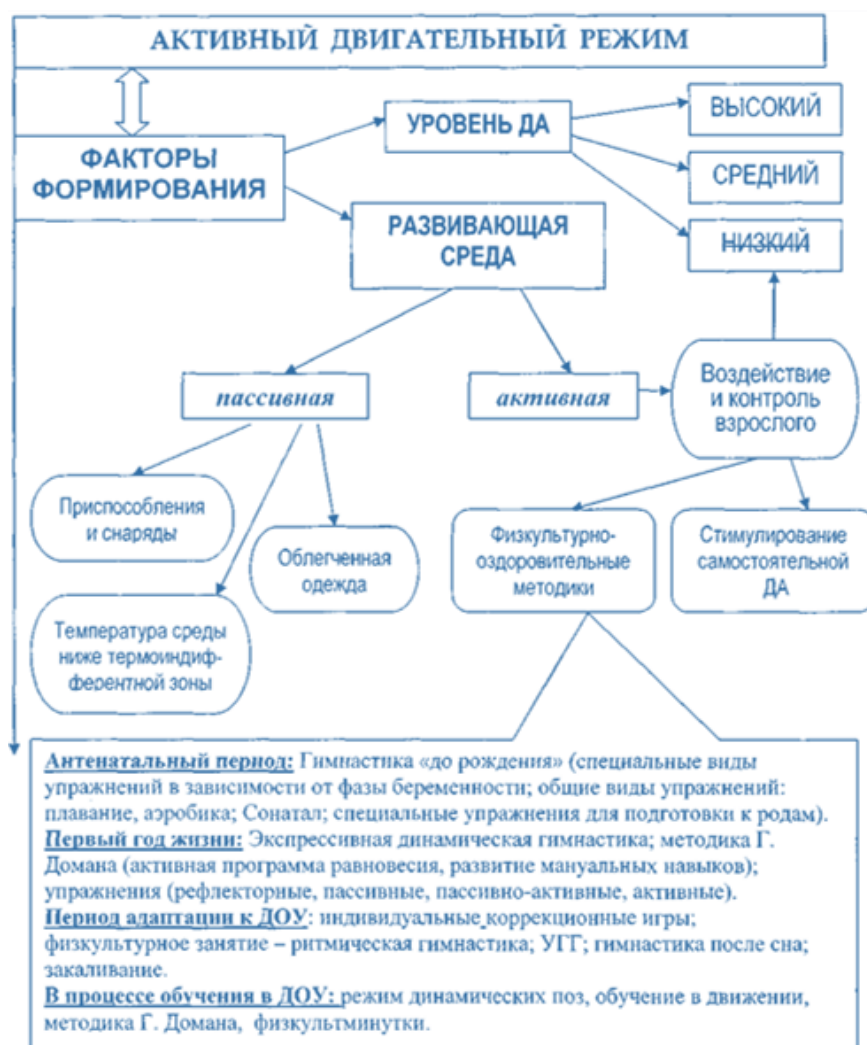 АКТИВНЫЙ ДВИГАТЕЛЬНЫЙ РЕЖИМ
ФАКТОРЫ
ФОРМИРОВАНИЯ
УРОВЕНЬ ДА
ВЫСОКИЙ
СРЕДНИЙ
НИЗКИЙ
РАЗВИВАЮЩАЯ
СРЕДА
пассивная
активная
Воздействие
и контроль
взрослого
Приспособления
и снаряды
Облегченная
одежда
Температура среды
ниже термоиндиф-
ферентной зоны
Физкультурно-
оздоровительные
методики
Стимулирование
самостоятельной
ДА
Антенатальный период: Гимнастика «до рождения» (специальные виды
упражнений в зависимости от фазы беременности; общие виды упражнений:
плавание, аэробика; Сонатал; специальные упражнения для подготовки к родам).
Первый год жизни: Экспрессивная динамическая гимнастика; методика Г.
Домана (активная программа равновесия, развитие мануальных навыков);
упражнения (рефлекторные, пассивные, пассивно-активные, активные).
Период адаптации к ДОУ: индивидуальные коррекционные игры;
физкультурное занятие – ритмическая гимнастика; УГГ; гимнастика после сна;
закаливание.
В процессе обучения в ДОУ: режим динамических поз, обучение в движении,
методика Г. Домана, физкультминутки.